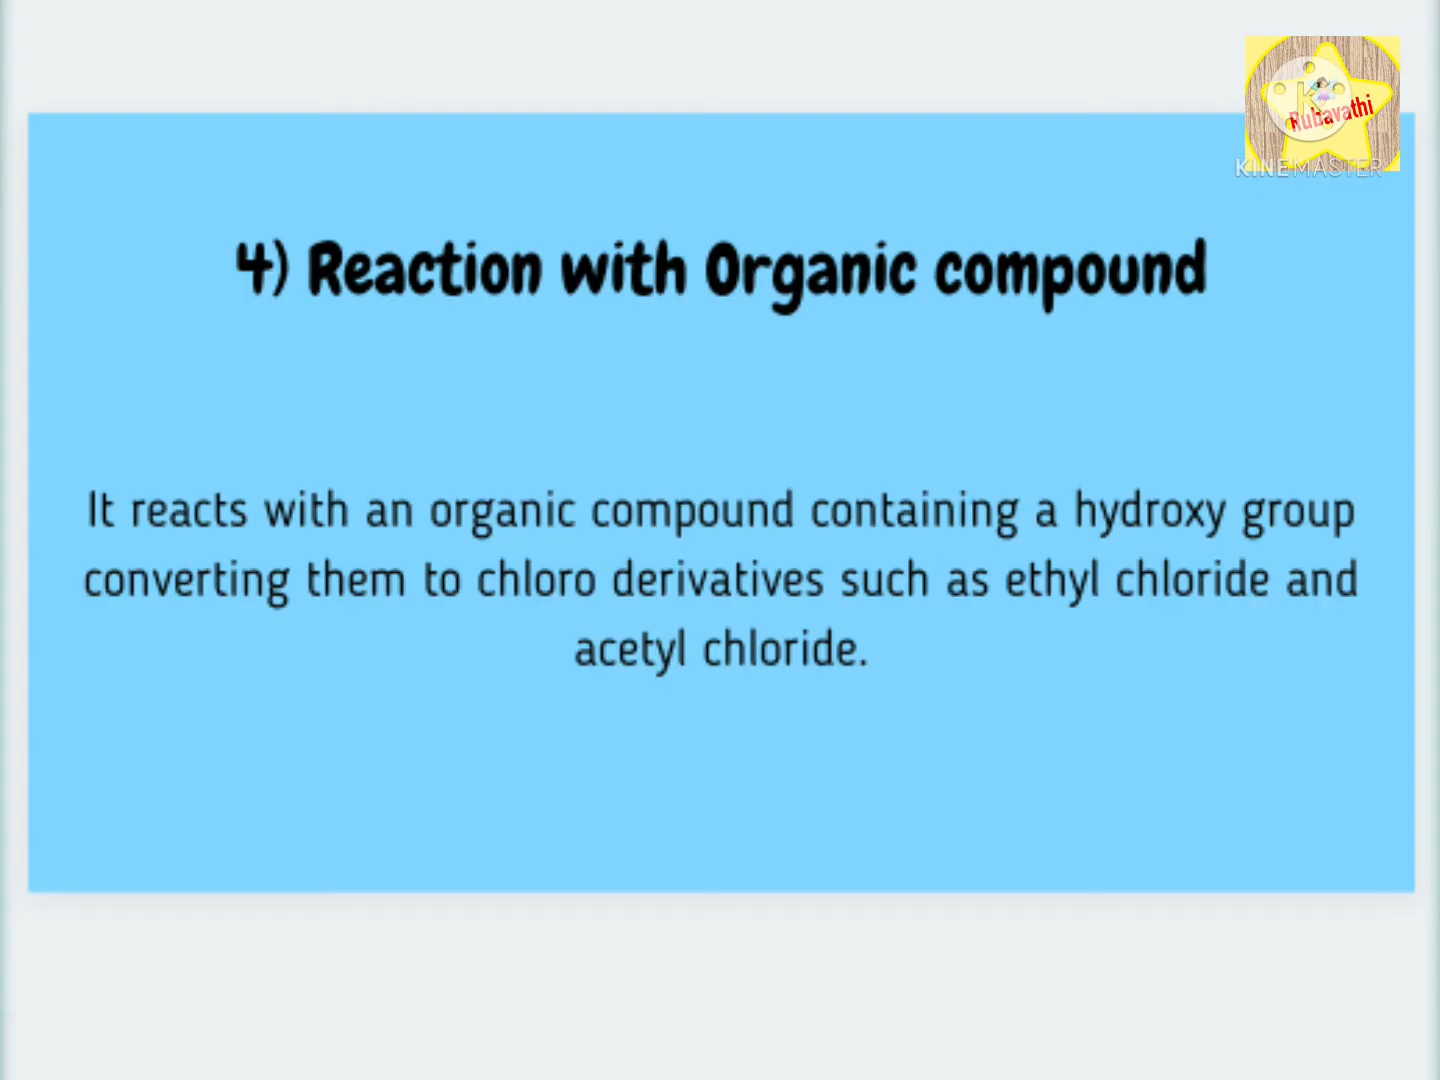 K
Rubavathi
KINEMASTER
4) Reaction with Organic compound
It reacts with an organic compound containing a hydroxy group
converting them to chloro derivatives such as ethyl chloride and
acetyl chloride.